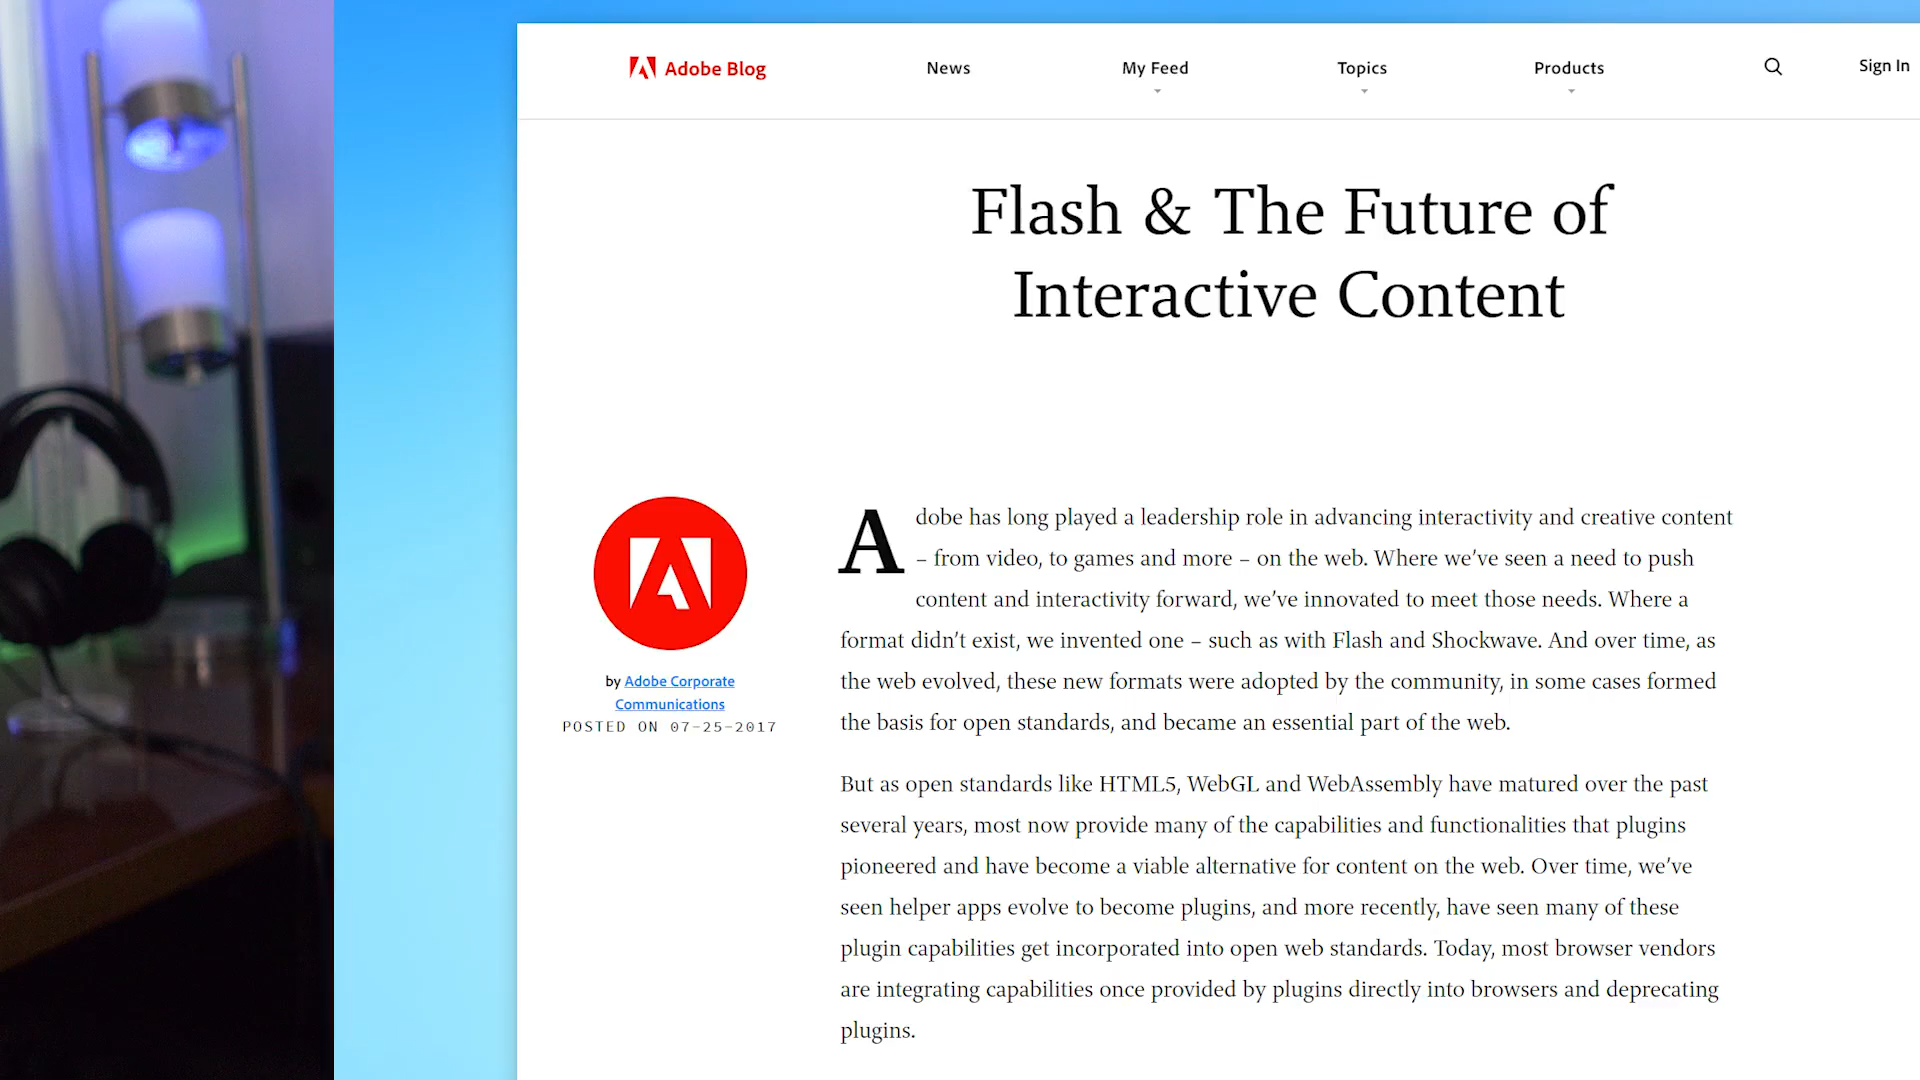 Adobe Blog
News
My Feed
Topics
Products
Sign In
Flash & The Future of
Interactive Content
by Adobe Corporate
Communications
POSTED ON 07-25-2017
Adobe has long played a leadership role in advancing interactivity and creative content
– from video, to games and more – on the web. Where we’ve seen a need to push
content and interactivity forward, we’ve innovated to meet those needs. Where a
format didn’t exist, we invented one – such as with Flash and Shockwave. And over time, as
the web evolved, these new formats were adopted by the community, in some cases formed
the basis for open standards, and became an essential part of the web.
But as open standards like HTML5, WebGL and WebAssembly have matured over the past
several years, most now provide many of the capabilities and functionalities that plugins
pioneered and have become a viable alternative for content on the web. Over time, we’ve
seen helper apps evolve to become plugins, and more recently, have seen many of these
plugin capabilities get incorporated into open web standards. Today, most browser vendors
are integrating capabilities once provided by plugins directly into browsers and deprecating
plugins.